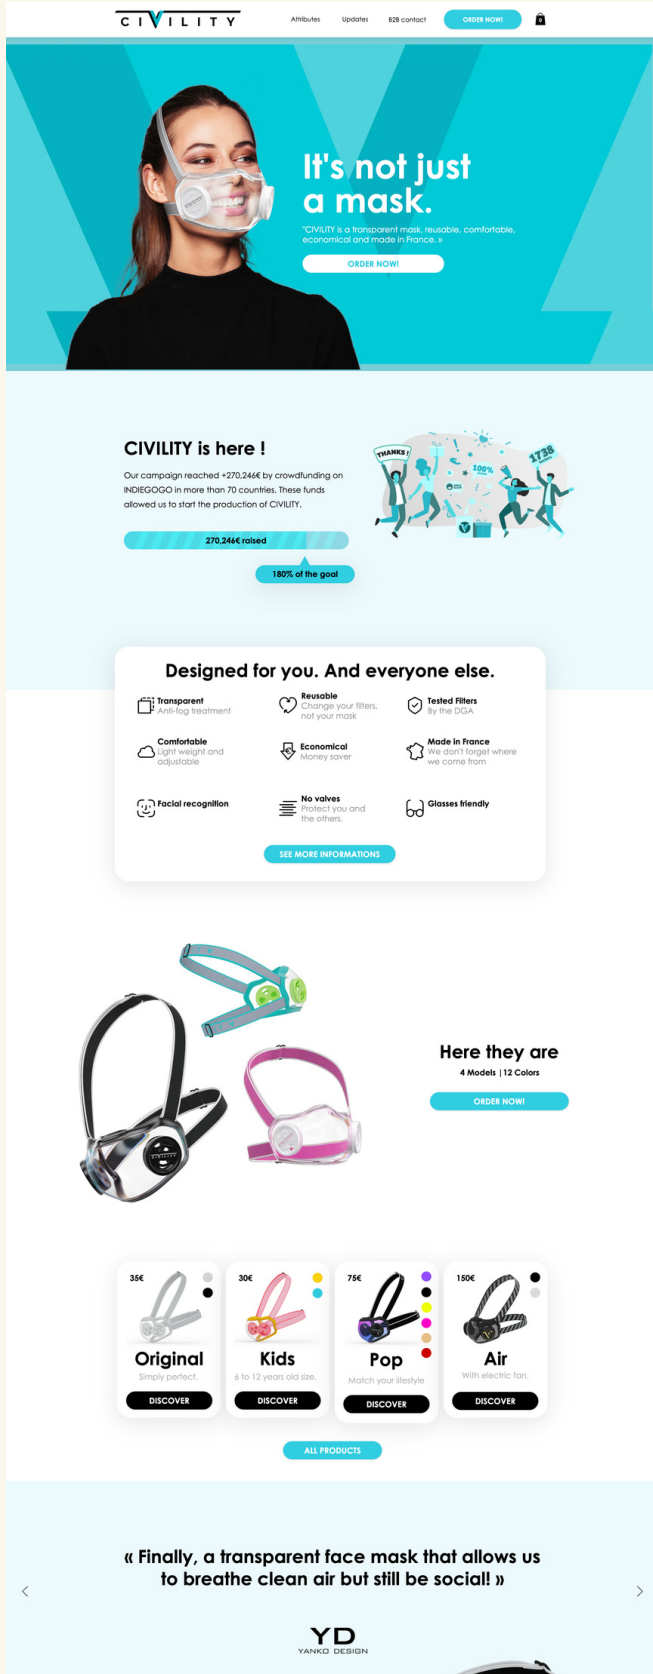 CIVILITY
Attributes
Updates
B2B contact
ORDER NOW!
0
It's not just
a mask.
"CIVILITY is a transparent mask, reusable, comfortable,
economical and made in France. »
ORDER NOW!
CIVILITY is here !
Our campaign reached +270,246€ by crowdfunding on
INDIEGOGO in more than 70 countries. These funds
allowed us to start the production of CIVILITY.
270,246€ raised
180% of the goal
THANKS !
100%
1738
Designed for you. And everyone else.
Transparent
Anti-fog treatment
Reusable
Change your filters,
not your mask
Tested Filters
By the DGA
Comfortable
Light weight and
adjustable
Economical
Money saver
Made in France
We don't forget where
we come from
Facial recognition
No valves
Protect you and
the others.
Glasses friendly
SEE MORE INFORMATIONS
CIVILITY
Here they are
4 Models | 12 Colors
ORDER NOW!
35€
Original
Simply perfect.
DISCOVER
30€
Kids
6 to 12 years old size.
DISCOVER
75€
Pop
Match your lifestyle
DISCOVER
150€
Air
With electric fan.
DISCOVER
ALL PRODUCTS
« Finally, a transparent face mask that allows us
to breathe clean air but still be social! »
YD
YANKO DESIGN